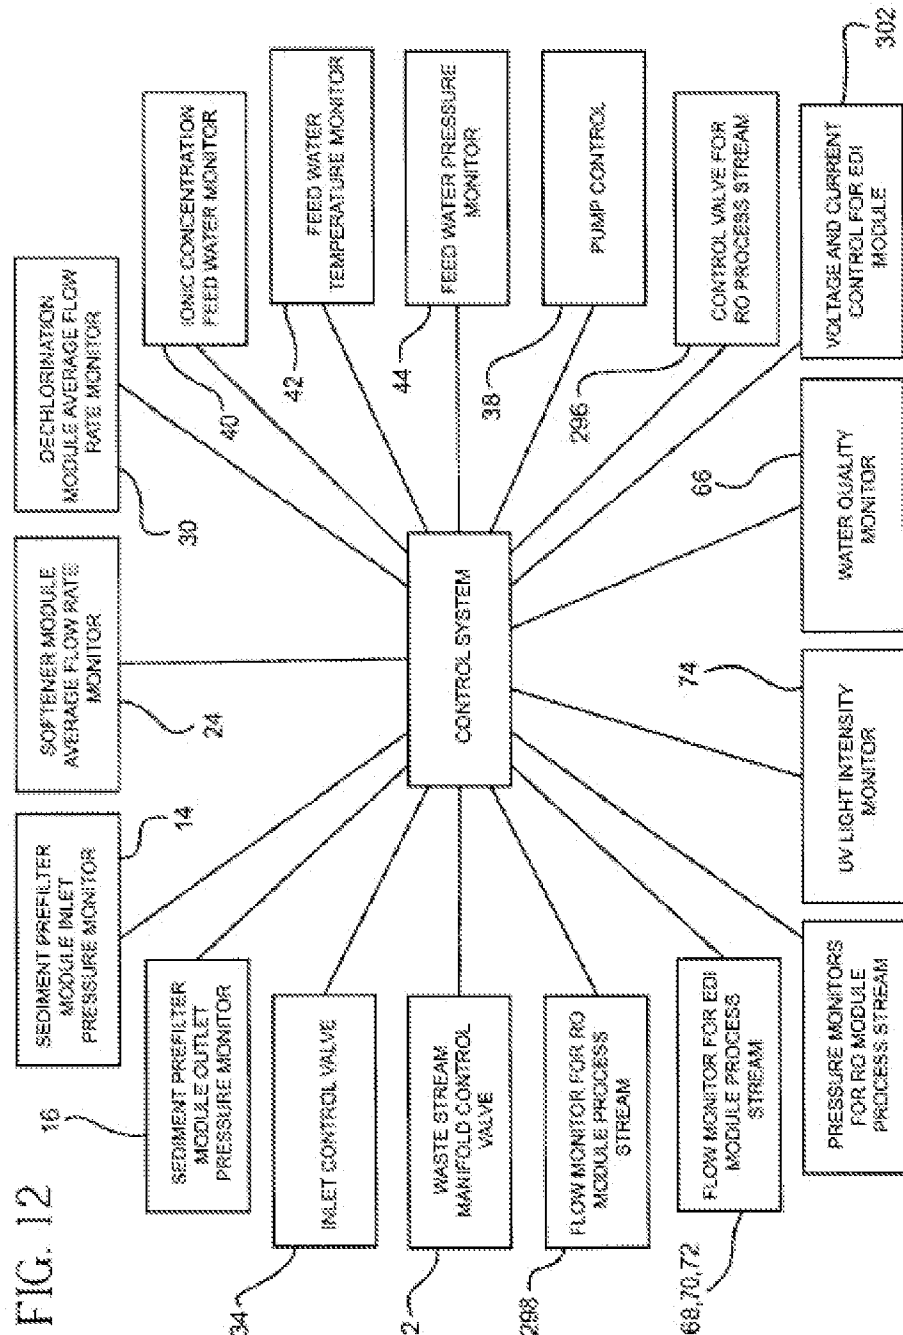 FIG. 12
SEDIMENT PREFILTER
MODULE INLET
PRESSURE MONITOR
14
SOFTENER MODULE
AVERAGE FLOW RATE
MONITOR
24
DECHLORINATION
MODULE AVERAGE FLOW
RATE MONITOR
30
16
SEDIMENT PREFILTER
MODULE OUTLET
PRESSURE MONITOR
IONIC CONCENTRATION
FEED WATER MONITOR
40
34
INLET CONTROL VALVE
FEED WATER
TEMPERATURE MONITOR
42
2
WASTE STREAM
MANIFOLD CONTROL
VALVE
CONTROL SYSTEM
FEED WATER PRESSURE
MONITOR
44
298
FLOW MONITOR FOR RO
MODULE PROCESS
STREAM
PUMP CONTROL
38
68,70,72
FLOW MONITOR FOR EDI
MODULE PROCESS
STREAM
CONTROL VALVE FOR
RO PROCESS STREAM
296
PRESSURE MONITORS
FOR RO MODULE
PROCESS STREAM
UV LIGHT INTENSITY
MONITOR
74
WATER QUALITY
MONITOR
66
VOLTAGE AND CURRENT
CONTROL FOR EDI
MODULE
302